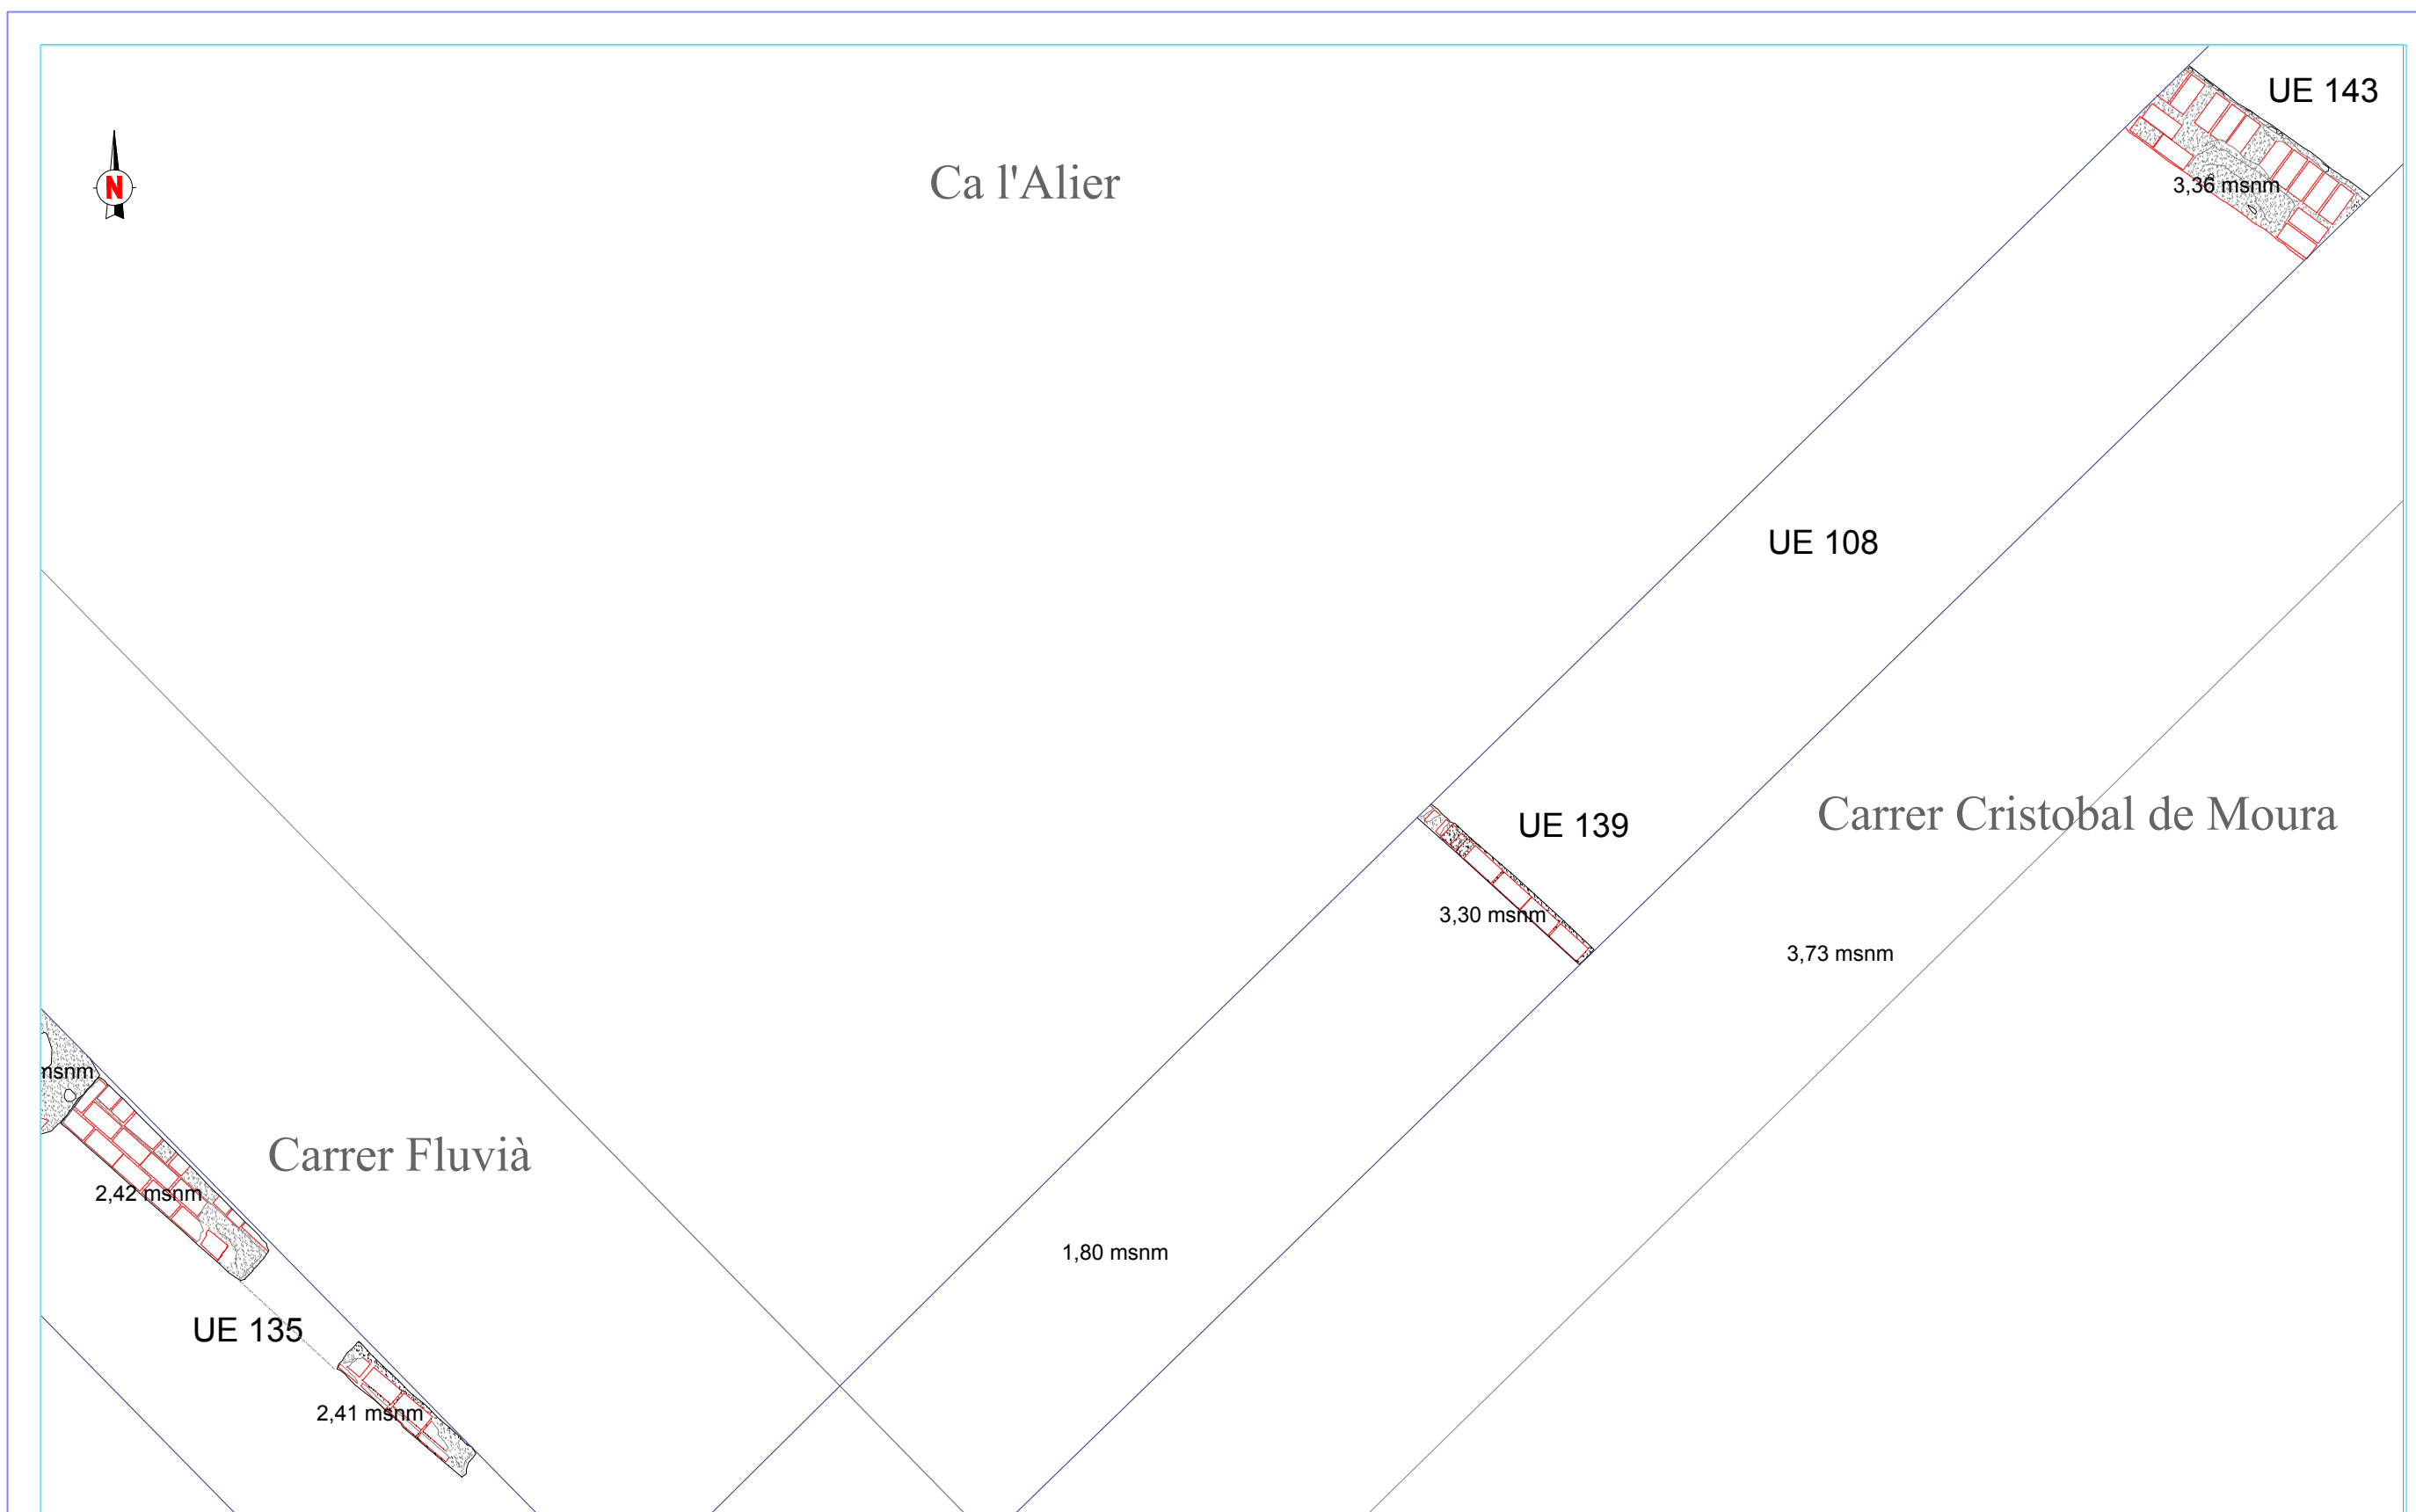 UE 143
N
Ca l'Alier
3,36 msnm
UE 108
Carrer Cristobal de Moura
UE 139
3,30 msnm
3,73 msnm
msnm
Carrer Fluvià
2,42 msnm
1,80 msnm
UE 135
2,41 msnm